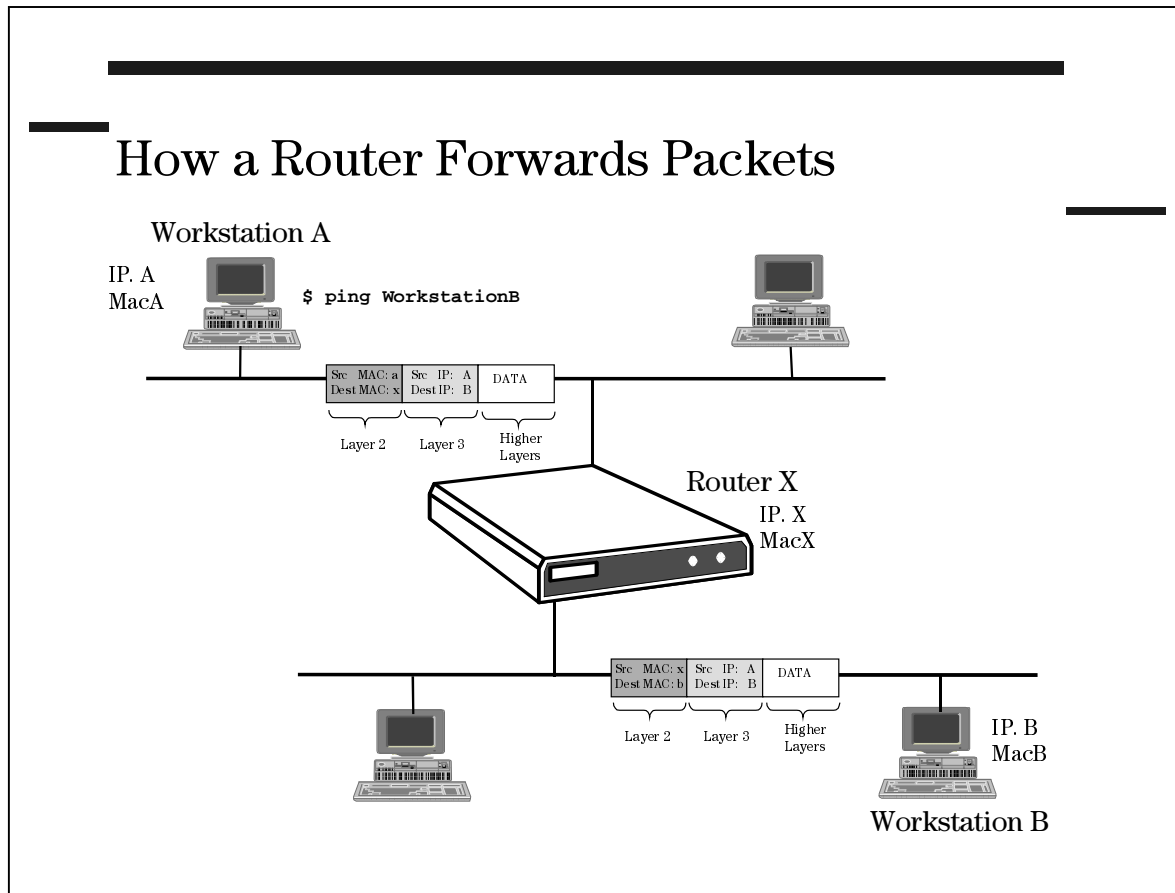 How a Router Forwards Packets
Workstation A
IP. A
MacA
$ ping WorkstationB
Src MAC: a
Dest MAC: x
Src IP: A
Dest IP: B
DATA
Layer 2
Layer 3
Higher
Layers
Router X
IP. X
MacX
Src MAC: x
Dest MAC: b
Src IP: A
Dest IP: B
DATA
Layer 2
Layer 3
Higher
Layers
IP. B
MacB
Workstation B